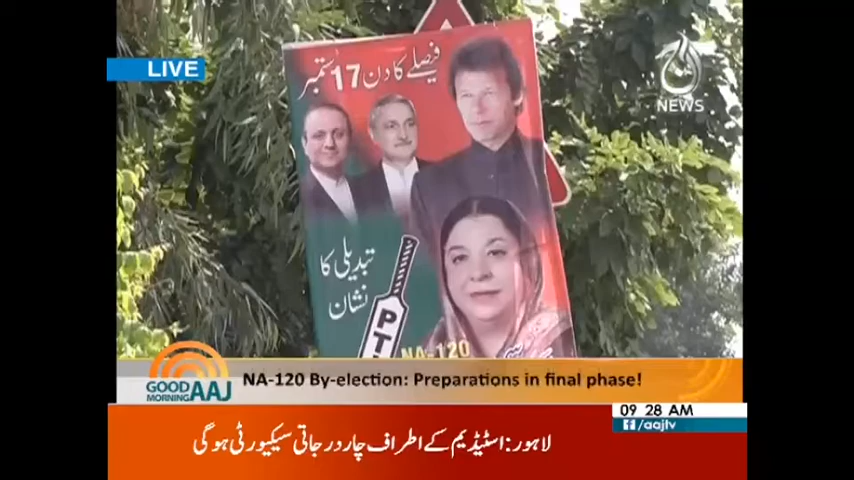 LIVE
آج
NEWS
فیصلے کا دن 17 ستمبر
تبدیلی کا
نشان
PTI
NA-120
GOOD
MORNING AAJ
NA-120 By-election: Preparations in final phase!
09 28 AM
/aajtv
لاہور: اسٹیڈیم کے اطراف چار درجاتی سیکیورٹی ہوگی